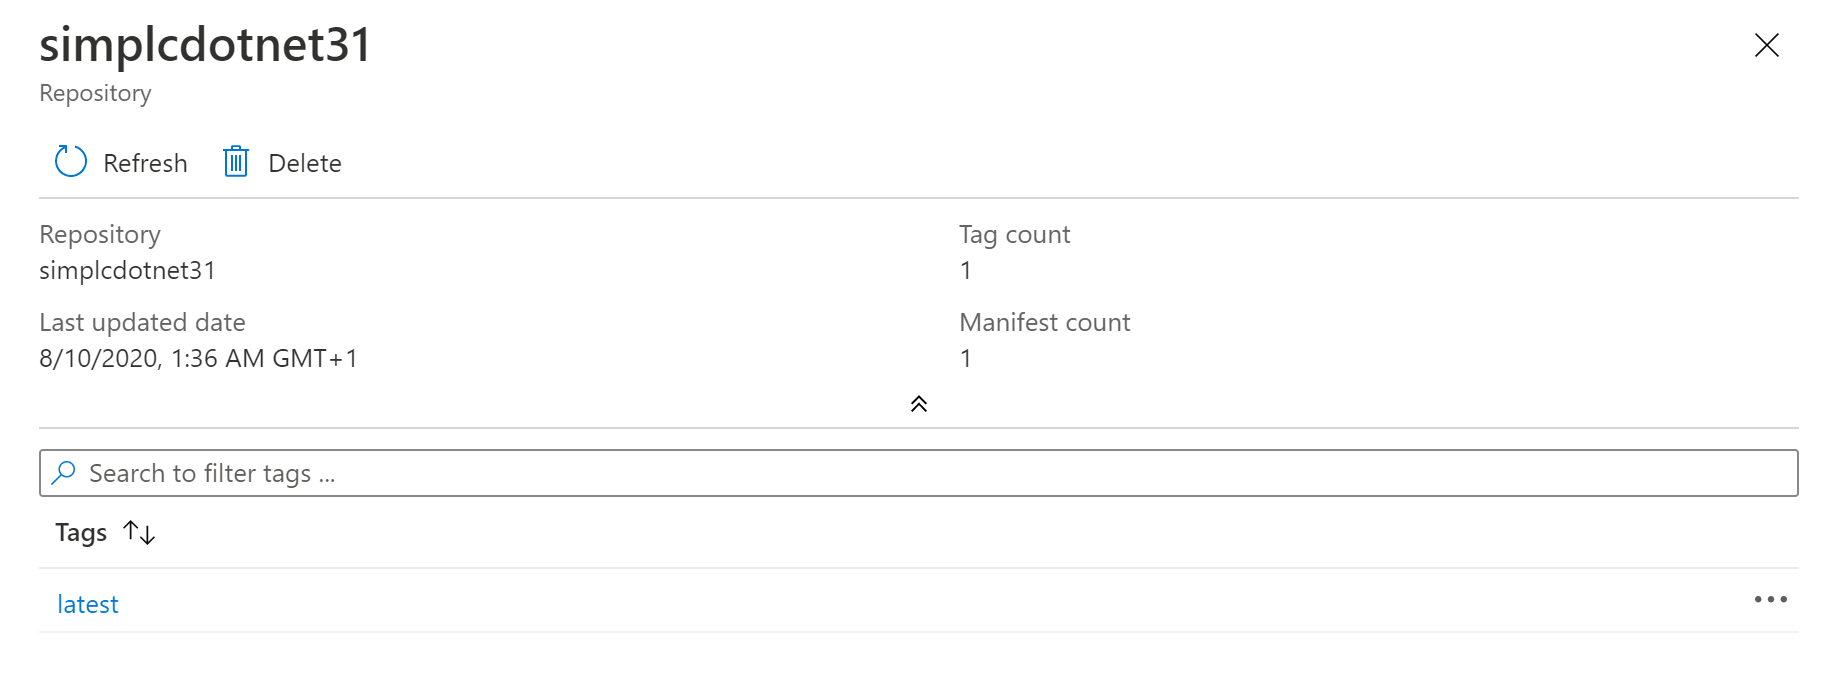 simplcdotnet31
Repository
Refresh Delete
Repository
simplcdotnet31
Tag count
1
Last updated date
8/10/2020, 1:36 AM GMT+1
Manifest count
1
Search to filter tags ...
Tags
latest